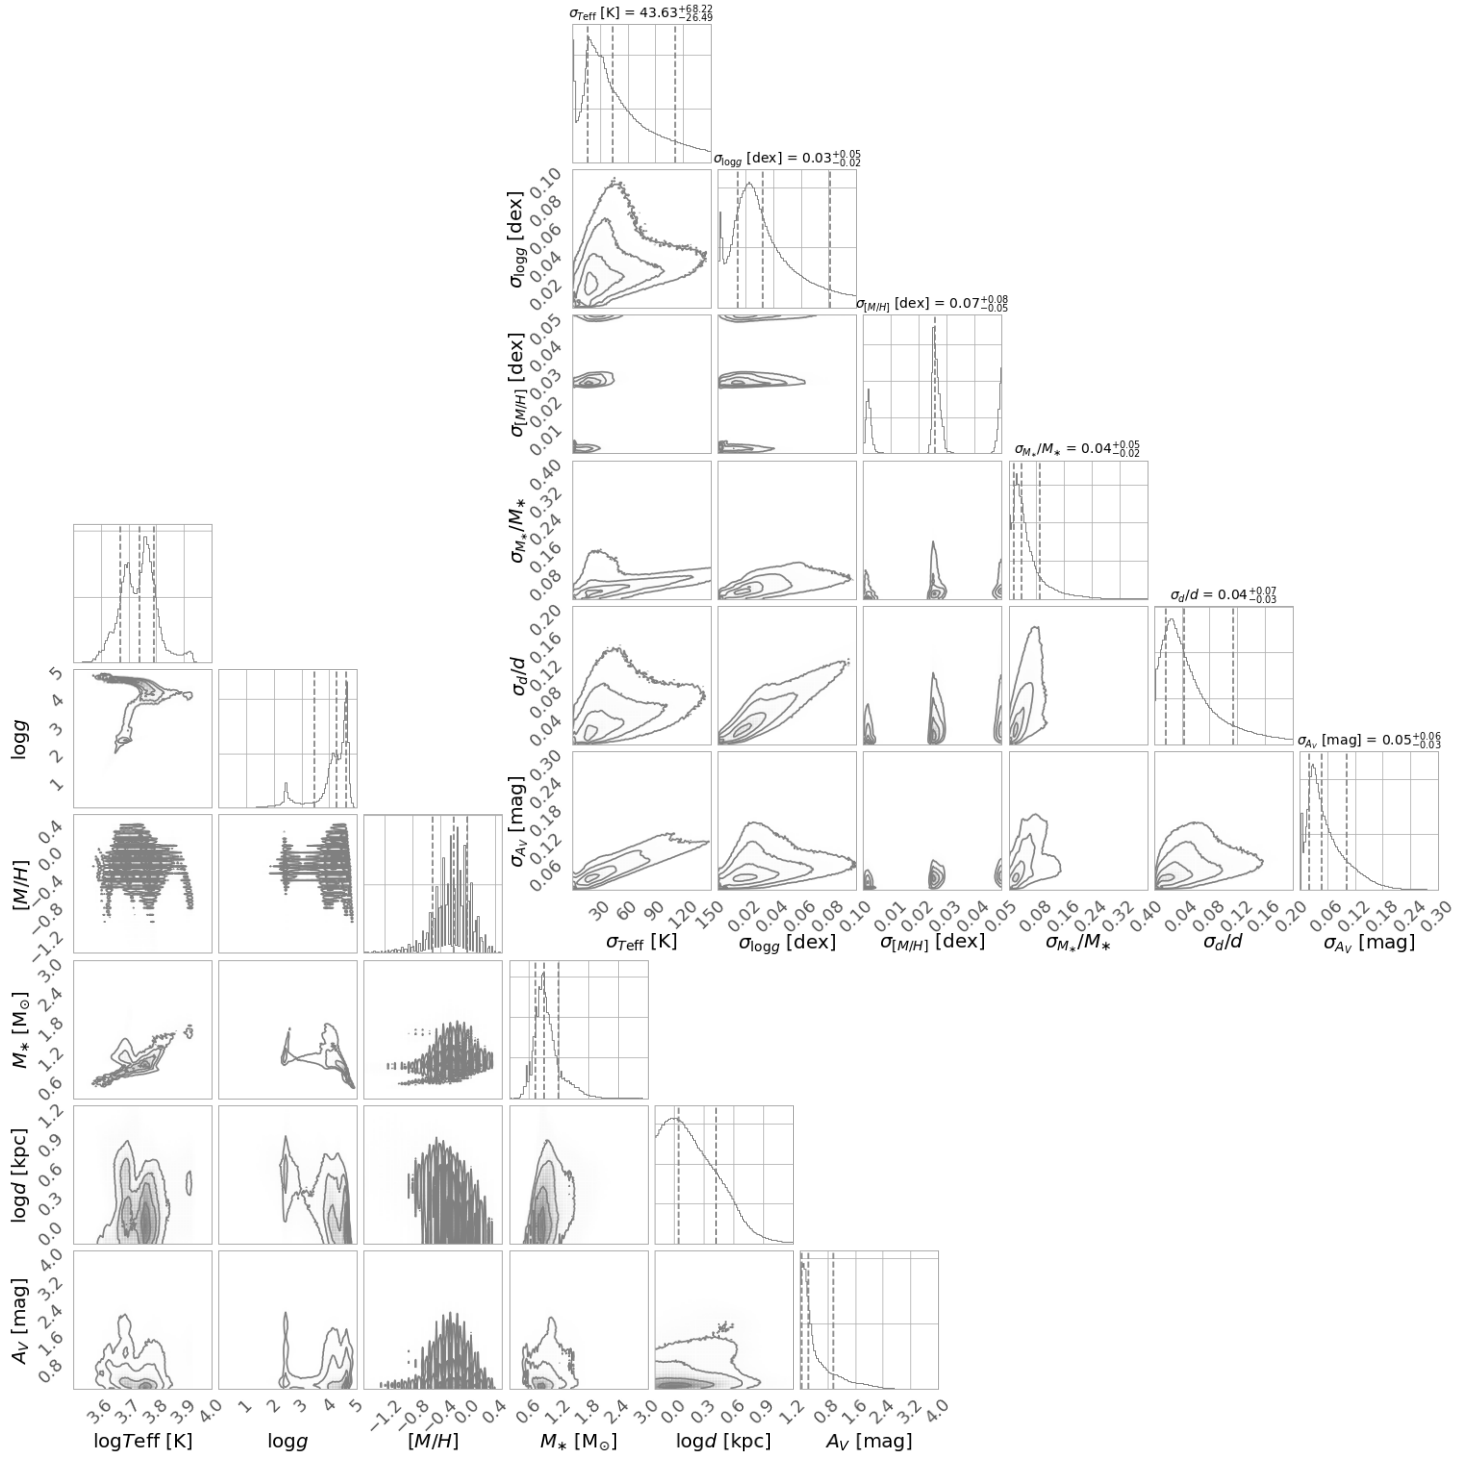 σTeff [K] = 43.63+68.22−26.49
σlogg [dex] = 0.03+0.05−0.02
σ[M/H] [dex] = 0.07+0.08−0.05
σM∗/M∗ = 0.04+0.05−0.02
σd/d = 0.04+0.07−0.03
σAV [mag] = 0.05+0.06−0.03
σlogg [dex]
0.10
0.08
0.06
0.04
0.02
σ[M/H] [dex]
0.05
0.04
0.03
0.02
0.01
σM∗/M∗
0.40
0.32
0.24
0.16
0.08
σd/d
0.20
0.16
0.12
0.08
0.04
σAV [mag]
0.30
0.24
0.18
0.12
0.06
30 60 90 120 150
0.02 0.04 0.06 0.08 0.10
0.01 0.02 0.03 0.04 0.05
0.08 0.16 0.24 0.32 0.40
0.04 0.08 0.12 0.16 0.20
0.06 0.12 0.18 0.24 0.30
σTeff [K] σlogg [dex] σ[M/H] [dex] σM∗/M∗ σd/d σAV [mag]
logg
5
4
3
2
1
[M/H]
0.4
0.0
−0.4
−0.8
−1.2
M∗ [M⊙]
3.0
2.4
1.8
1.2
0.6
logd [kpc]
1.2
0.9
0.6
0.3
0.0
AV [mag]
4.0
3.2
2.4
1.6
0.8
3.6 3.7 3.8 3.9 4.0
1 2 3 4 5
−1.2 −0.8 −0.4 0.0 0.4
0.6 1.2 1.8 2.4 3.0
0.0 0.3 0.6 0.9 1.2
0.8 1.6 2.4 3.2 4.0
logTeff [K] logg [M/H] M∗ [M⊙] logd [kpc] AV [mag]